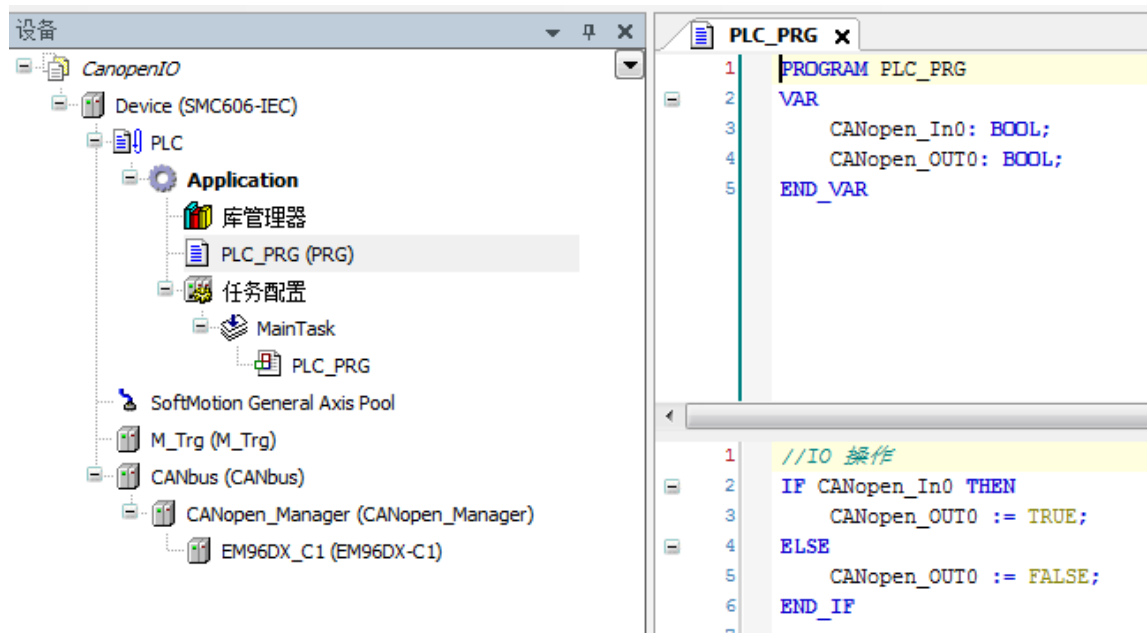 设备
CanopenIO
Device (SMC606-IEC)
PLC
Application
库管理器
PLC_PRG (PRG)
任务配置
MainTask
PLC_PRG
SoftMotion General Axis Pool
M_Trg (M_Trg)
CANbus (CANbus)
CANopen_Manager (CANopen_Manager)
EM96DX_C1 (EM96DX-C1)
PLC_PRG
1 PROGRAM PLC_PRG
2 VAR
3 CANopen_In0: BOOL;
4 CANopen_OUT0: BOOL;
5 END_VAR
1 //IO 操作
2 IF CANopen_In0 THEN
3 CANopen_OUT0 := TRUE;
4 ELSE
5 CANopen_OUT0 := FALSE;
6 END_IF